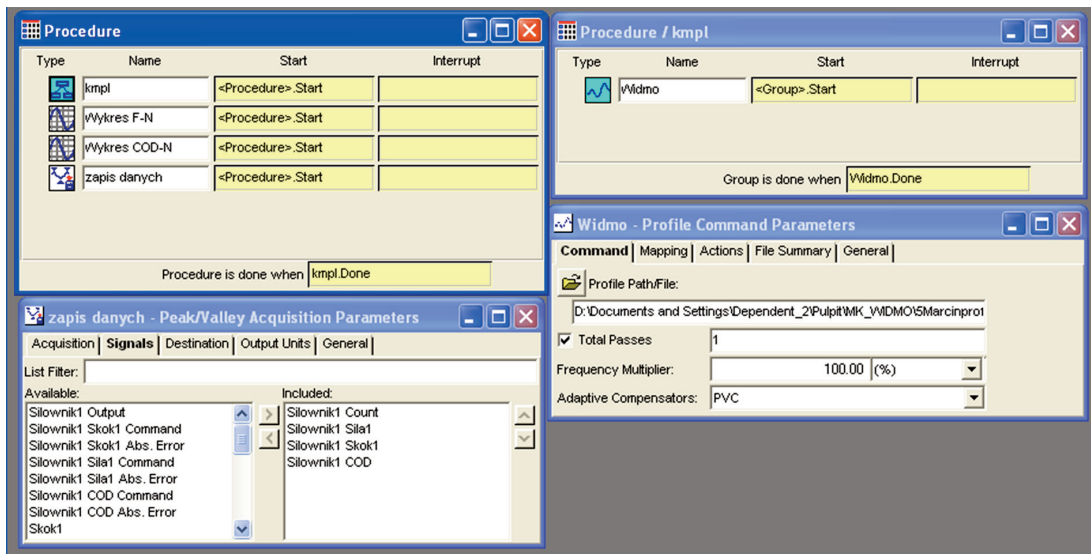 Procedure
Type Name Start Interrupt
kmpl <Procedure>.Start
Wykres F-N <Procedure>.Start
Wykres COD-N <Procedure>.Start
zapis danych <Procedure>.Start
Procedure is done when kmpl.Done
Procedure / kmpl
Type Name Start Interrupt
Widmo <Group>.Start
Group is done when Widmo.Done
zapis danych - Peak/Valley Acquisition Parameters
Acquisition Signals Destination Output Units General
List Filter:
Available: Included:
Silownik1 Output Silownik1 Count
Silownik1 Skok1 Command Silownik1 Sila1
Silownik1 Skok1 Abs. Error Silownik1 Skok1
Silownik1 Sila1 Command Silownik1 COD
Silownik1 Sila1 Abs. Error
Silownik1 COD Command
Silownik1 COD Abs. Error
Skok1
Widmo - Profile Command Parameters
Command Mapping Actions File Summary General
Profile Path/File:
D:\Documents and Settings\Dependent_2\Pulpit\MK_WIDMO\5Marcinprof
Total Passes 1
Frequency Multiplier: 100.00 (%)
Adaptive Compensators: PVC